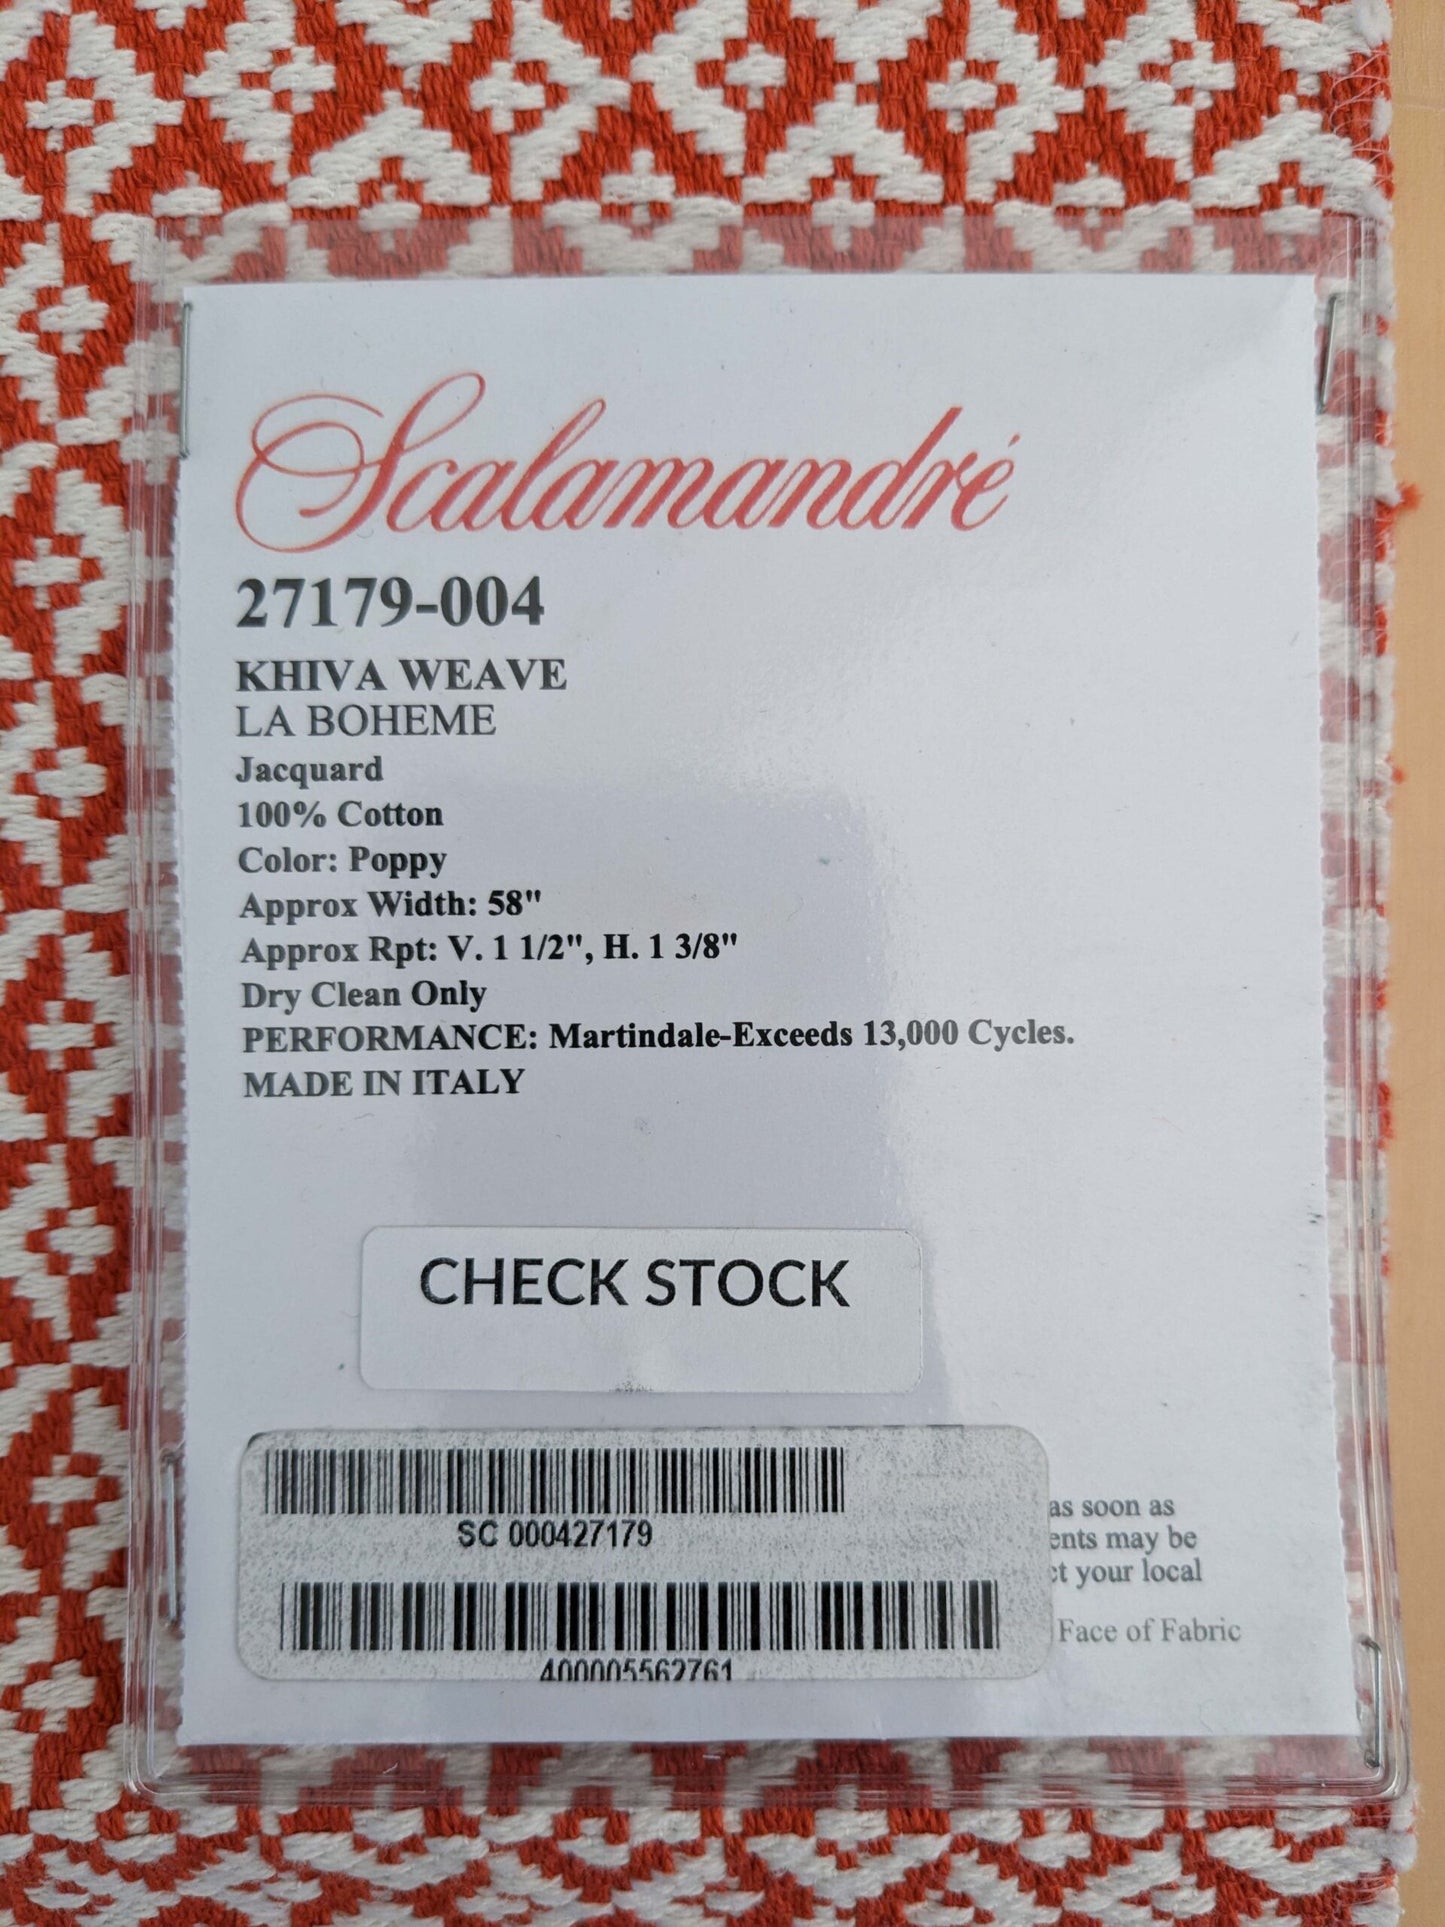 Scalamandré
27179-004
KHIVA WEAVE
LA BOHEME
Jacquard
100% Cotton
Color: Poppy
Approx Width: 58"
Approx Rpt: V. 1 1/2", H. 1 3/8"
Dry Clean Only
PERFORMANCE: Martindale-Exceeds 13,000 Cycles.
MADE IN ITALY
CHECK STOCK
SC 000427179
as soon as
may be
your local
Face of Fabric
400005562761